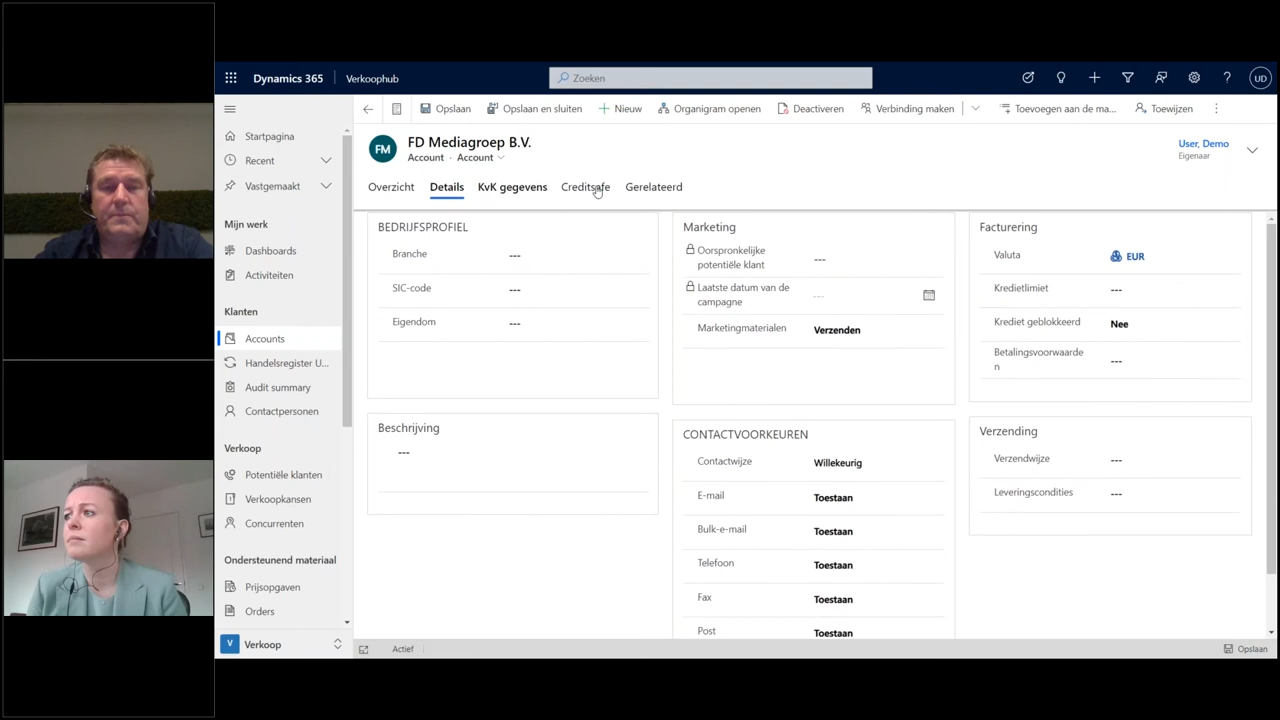 Dynamics 365
Verkoophub
Zoeken
UD
Opslaan
Opslaan en sluiten
Nieuw
Organigram openen
Deactiveren
Verbinding maken
Toevoegen aan de ma...
Toewijzen
FM
FD Mediagroep B.V.
Account · Account
User, Demo
Eigenaar
Overzicht
Details
KvK gegevens
Creditsafe
Gerelateerd
Startpagina
Recent
Vastgemaakt
Mijn werk
Dashboards
Activiteiten
Klanten
Accounts
Handelsregister U...
Audit summary
Contactpersonen
Verkoop
Potentiële klanten
Verkoopkansen
Concurrenten
Ondersteunend materiaal
Prijsopgaven
Orders
V Verkoop
BEDRIJFSPROFIEL
Branche ---
SIC-code ---
Eigendom ---
Beschrijving
---
Marketing
Oorspronkelijke
potentiële klant ---
Laatste datum van de
campagne ---
Marketingmaterialen Verzenden
CONTACTVOORKEUREN
Contactwijze Willekeurig
E-mail Toestaan
Bulk-e-mail Toestaan
Telefoon Toestaan
Fax Toestaan
Post Toestaan
Facturering
Valuta EUR
Kredietlimiet ---
Krediet geblokkeerd Nee
Betalingsvoorwaarde
n ---
Verzending
Verzendwijze ---
Leveringscondities ---
Actief
Opslaan